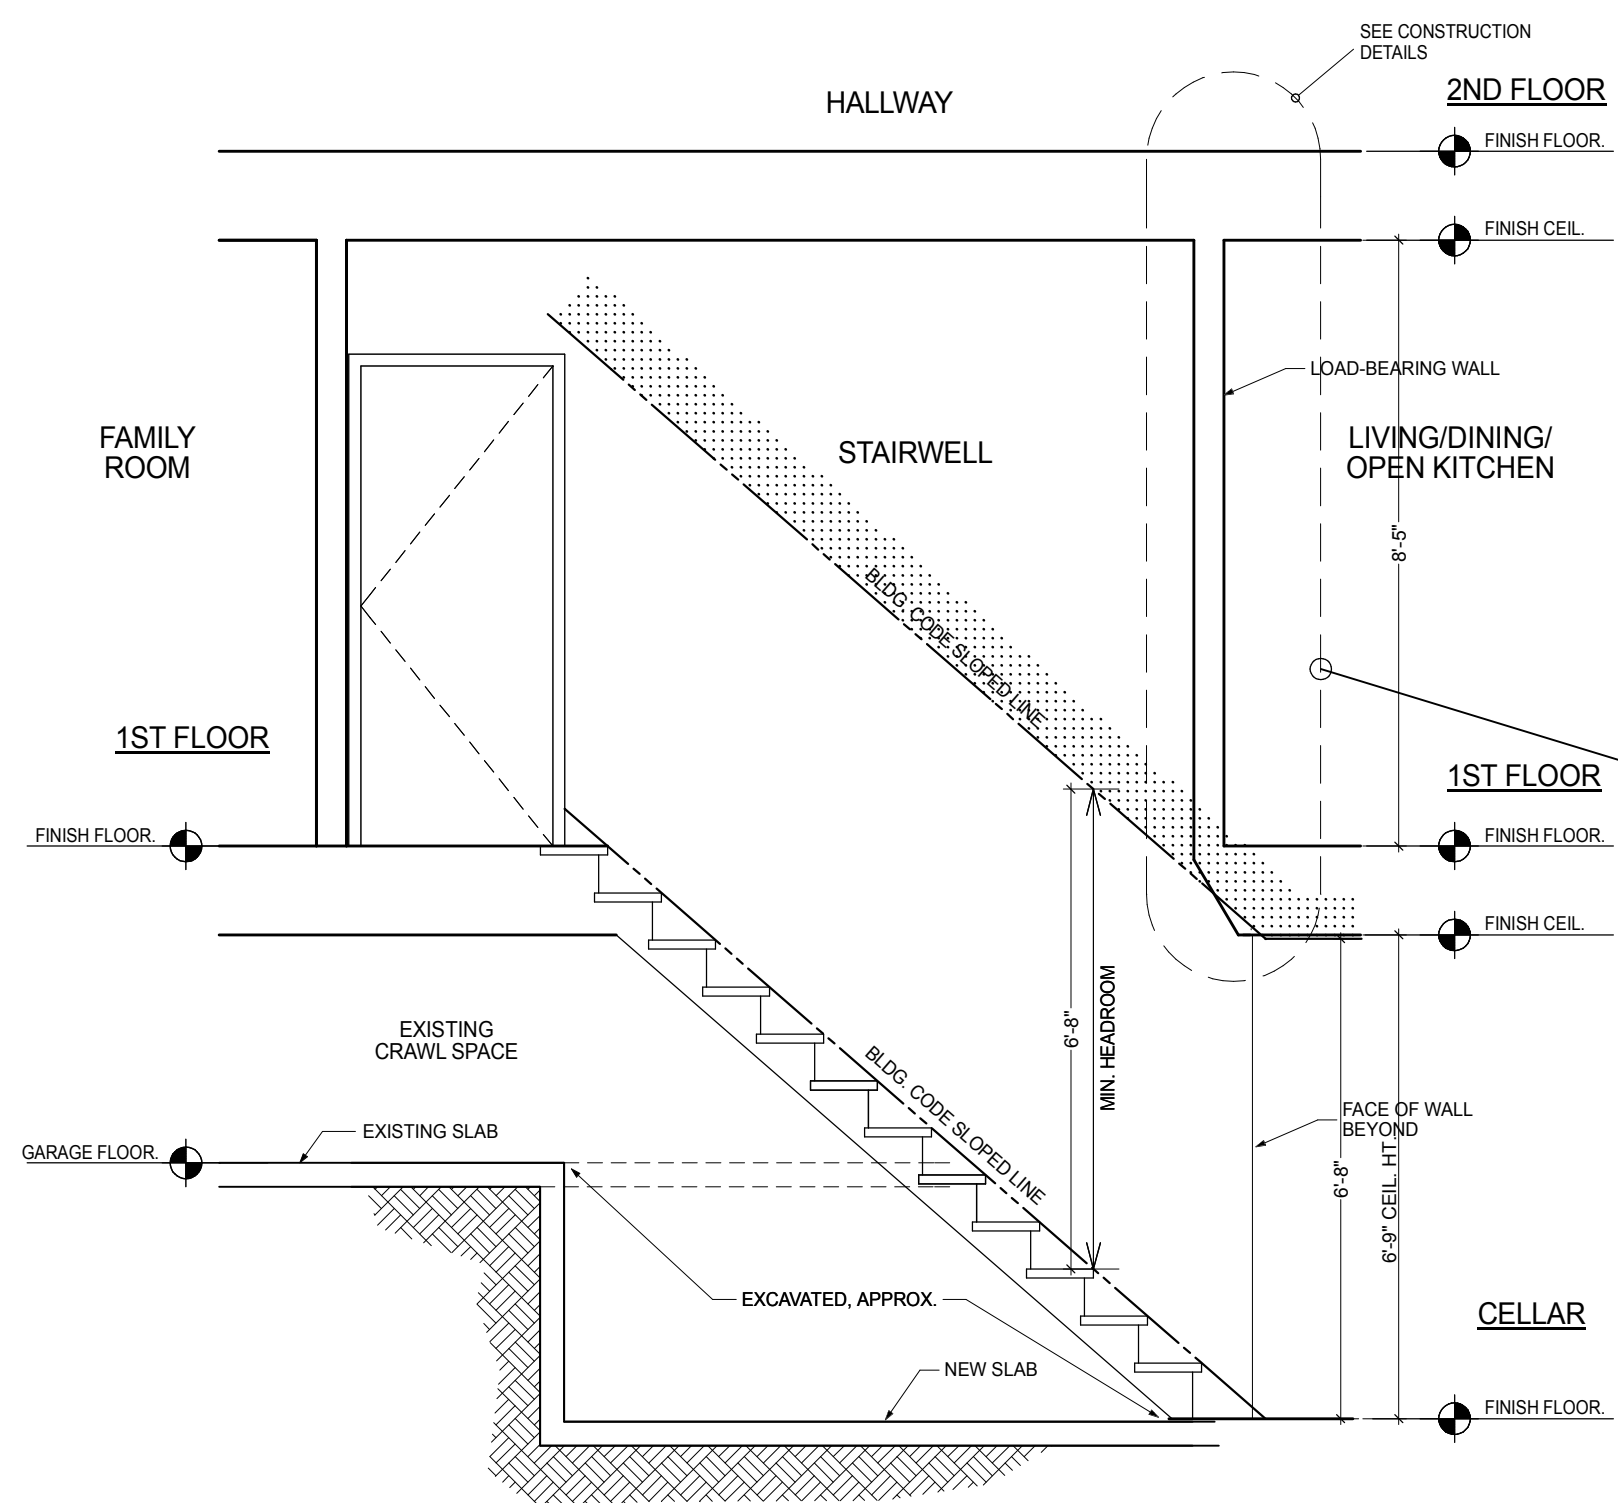 SEE CONSTRUCTION
DETAILS
HALLWAY
2ND FLOOR
FINISH FLOOR.
FINISH CEIL.
LOAD-BEARING WALL
FAMILY
ROOM
STAIRWELL
LIVING/DINING/
OPEN KITCHEN
8'-5"
BLDG. CODE SLOPED LINE
1ST FLOOR
1ST FLOOR
FINISH FLOOR.
FINISH FLOOR.
FINISH CEIL.
6'-8"
MIN. HEADROOM
EXISTING
CRAWL SPACE
BLDG. CODE SLOPED LINE
FACE OF WALL
BEYOND
EXISTING SLAB
GARAGE FLOOR.
6'-8"
6'-9" CEIL. HT.
EXCAVATED, APPROX.
CELLAR
NEW SLAB
FINISH FLOOR.